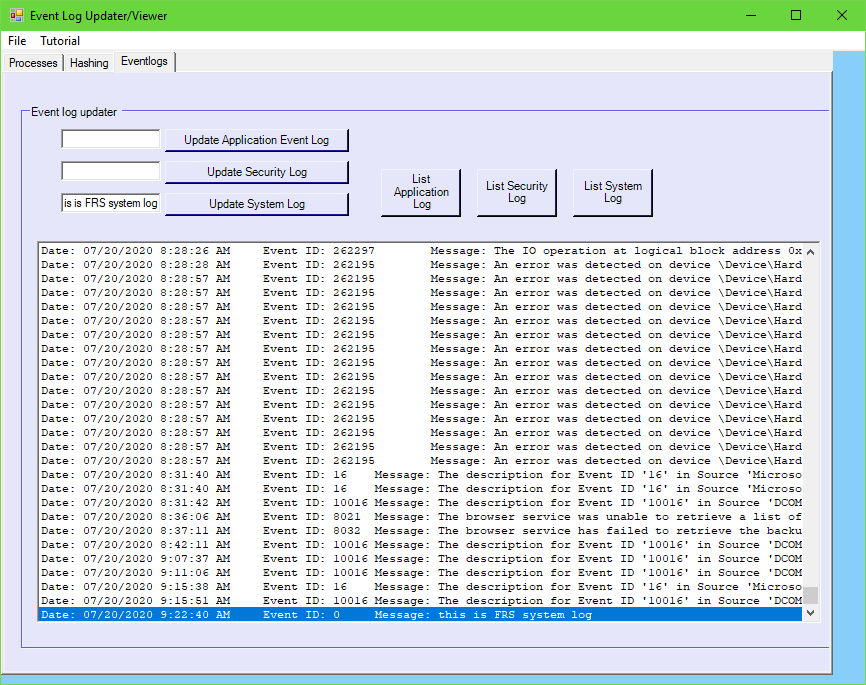 Event Log Updater/Viewer
File Tutorial
Processes Hashing Eventlogs
Event log updater
Update Application Event Log
Update Security Log
is is FRS system log Update System Log
List Application Log
List Security Log
List System Log
Date: 07/20/2020 8:28:26 AM Event ID: 262297 Message: The IO operation at logical block address 0x
Date: 07/20/2020 8:28:28 AM Event ID: 262195 Message: An error was detected on device \Device\Hard
Date: 07/20/2020 8:28:57 AM Event ID: 262195 Message: An error was detected on device \Device\Hard
Date: 07/20/2020 8:28:57 AM Event ID: 262195 Message: An error was detected on device \Device\Hard
Date: 07/20/2020 8:28:57 AM Event ID: 262195 Message: An error was detected on device \Device\Hard
Date: 07/20/2020 8:28:57 AM Event ID: 262195 Message: An error was detected on device \Device\Hard
Date: 07/20/2020 8:28:57 AM Event ID: 262195 Message: An error was detected on device \Device\Hard
Date: 07/20/2020 8:28:57 AM Event ID: 262195 Message: An error was detected on device \Device\Hard
Date: 07/20/2020 8:28:57 AM Event ID: 262195 Message: An error was detected on device \Device\Hard
Date: 07/20/2020 8:28:57 AM Event ID: 262195 Message: An error was detected on device \Device\Hard
Date: 07/20/2020 8:28:57 AM Event ID: 262195 Message: An error was detected on device \Device\Hard
Date: 07/20/2020 8:28:57 AM Event ID: 262195 Message: An error was detected on device \Device\Hard
Date: 07/20/2020 8:28:57 AM Event ID: 262195 Message: An error was detected on device \Device\Hard
Date: 07/20/2020 8:28:57 AM Event ID: 262195 Message: An error was detected on device \Device\Hard
Date: 07/20/2020 8:28:57 AM Event ID: 262195 Message: An error was detected on device \Device\Hard
Date: 07/20/2020 8:28:57 AM Event ID: 262195 Message: An error was detected on device \Device\Hard
Date: 07/20/2020 8:31:40 AM Event ID: 16 Message: The description for Event ID '16' in Source 'Microso
Date: 07/20/2020 8:31:40 AM Event ID: 16 Message: The description for Event ID '16' in Source 'Microso
Date: 07/20/2020 8:31:42 AM Event ID: 10016 Message: The description for Event ID '10016' in Source 'DCOM
Date: 07/20/2020 8:36:06 AM Event ID: 8021 Message: The browser service was unable to retrieve a list of
Date: 07/20/2020 8:37:11 AM Event ID: 8032 Message: The browser service has failed to retrieve the backu
Date: 07/20/2020 8:42:11 AM Event ID: 10016 Message: The description for Event ID '10016' in Source 'DCOM
Date: 07/20/2020 9:07:37 AM Event ID: 10016 Message: The description for Event ID '10016' in Source 'DCOM
Date: 07/20/2020 9:11:06 AM Event ID: 10016 Message: The description for Event ID '10016' in Source 'DCOM
Date: 07/20/2020 9:15:38 AM Event ID: 16 Message: The description for Event ID '16' in Source 'Microso
Date: 07/20/2020 9:15:51 AM Event ID: 10016 Message: The description for Event ID '10016' in Source 'DCOM
Date: 07/20/2020 9:22:40 AM Event ID: 0 Message: this is FRS system log